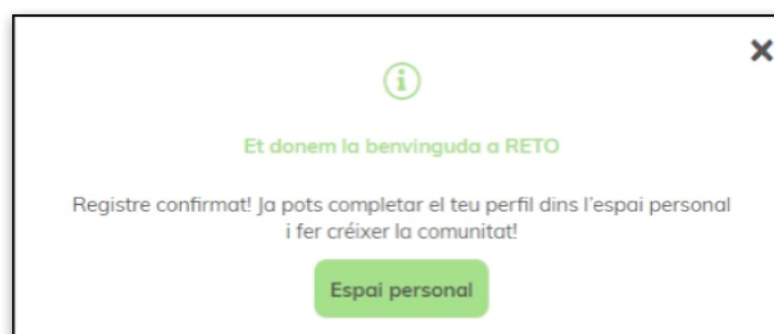 Et donem la benvinguda a RETO
Registre confirmat! Ja pots completar el teu perfil dins l'espai personal
i fer créixer la comunitat!
Espai personal